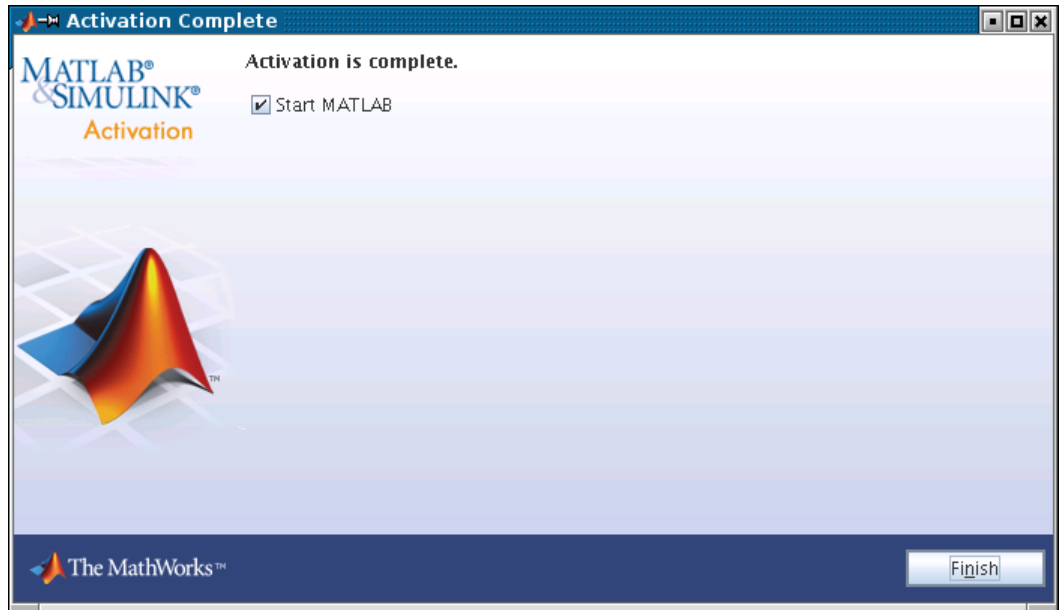 Activation Complete
MATLAB®
&SIMULINK®
Activation
Activation is complete.
Start MATLAB
TM
The MathWorks™
Finish